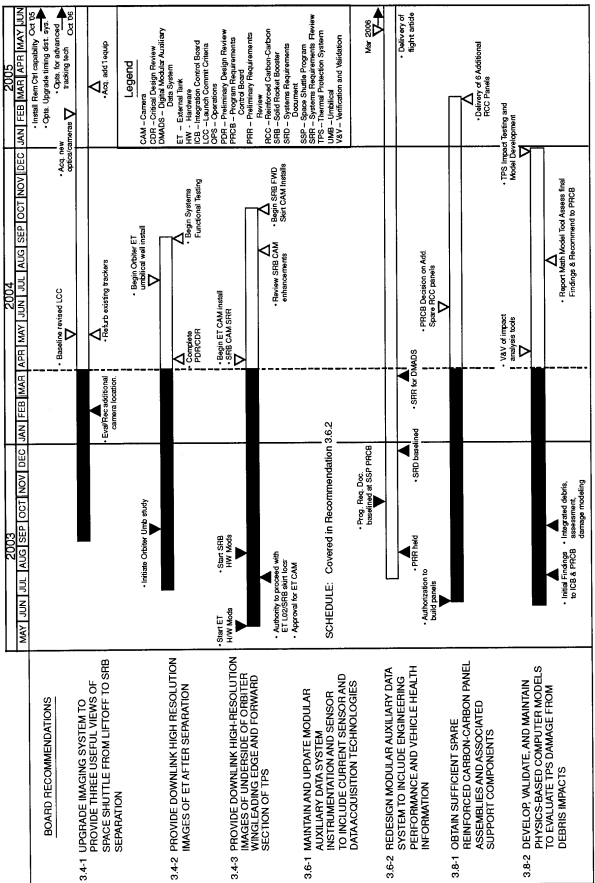 2003
2004
2005
MAY JUN JUL AUG SEP OCT NOV DEC JAN FEB MAR APR MAY JUN JUL AUG SEP OCT NOV DEC JAN FEB MAR APR MAY JUN
BOARD RECOMMENDATIONS
3.4-1 UPGRADE IMAGING SYSTEM TO
PROVIDE THREE USEFUL VIEWS OF
SPACE SHUTTLE FROM LIFTOFF TO SRB
SEPARATION
• Eval/Rec additional
camera location.
• Baseline revised LCC
• Refurb existing trackers
• Acq. new
optics/cameras
• Install Rem Ctrl capability Oct 05
• Opts. Upgrade timing dist. sys.
• Opts. for advanced Oct 06
tracking tech
• Acq. add'l equip
3.4-2 PROVIDE DOWNLINK HIGH RESOLUTION
IMAGES OF ET AFTER SEPARATION
• Initiate Orbiter Umb study
• Complete
PDR/CDR
• Begin Orbiter ET
umbilical well install
• Begin Systems
Functional Testing
3.4-3 PROVIDE DOWNLINK HIGH-RESOLUTION
IMAGES OF UNDERSIDE OF ORBITER
WINGLEADING EDGE AND FORWARD
SECTION OF TPS
• Start ET
H/W Mods
• Start SRB
HW Mods
• Authority to proceed with
ET L02/SRB skirt locs
• Approval for ET CAM
• Begin ET CAM install
• SRB CAM SRR
• Review SRB CAM
enhancements
• Begin SRB FWD
Skirt CAM Installs
Legend
CAM – Camera
CDR – Critical Design Review
DMADS – Digital Modular Auxiliary
Data System
ET – External Tank
HW – Hardware
ICB – Integration Control Board
LCC – Launch Commit Criteria
OPS – Operations
PDR – Preliminary Design Review
PRCB – Program Requirements
Control Board
PRR – Preliminary Requirements
Review
RCC – Reinforced Carbon-Carbon
SRB – Solid Rocket Booster
SRD – Systems Requirements
Document
SSP – Space Shuttle Program
SRR – Systems Requirements Review
TPS – Thermal Protection System
UMB – Umbilical
V&V – Verification and Validation
3.6-1 MAINTAIN AND UPDATE MODULAR
AUXILIARY DATA SYSTEM
INSTRUMENTATION AND SENSOR
TO INCLUDE CURRENT SENSOR AND
DATA ACQUISITION TECHNOLOGIES
SCHEDULE: Covered in Recommendation 3.6.2
3.6-2 REDESIGN MODULAR AUXILIARY DATA
SYSTEM TO INCLUDE ENGINEERING
PERFORMANCE AND VEHICLE HEALTH
INFORMATION
• PRR held
• Prog. Req. Doc.
baselined at SSP PRCB
• SRD baselined
• SRR for DMADS
Mar 2006
• Delivery of
flight article
3.8-1 OBTAIN SUFFICIENT SPARE
REINFORCED CARBON-CARBON PANEL
ASSEMBLIES AND ASSOCIATED
SUPPORT COMPONENTS
• Authorization to
build panels
• PRCB Decision on Add.
Spare RCC panels
• Delivery of 6 Additional
RCC Panels
3.8-2 DEVELOP, VALIDATE, AND MAINTAIN
PHYSICS-BASED COMPUTER MODELS
TO EVALUATE TPS DAMAGE FROM
DEBRIS IMPACTS
• Initial Findings
to ICB & PRCB
• Integrated debris,
assessment,
damage modeling
• V&V of impact
analysis tools
• Report Math Model Tool Assess final
Findings & Recommend to PRCB
• TPS Impact Testing and
Model Development